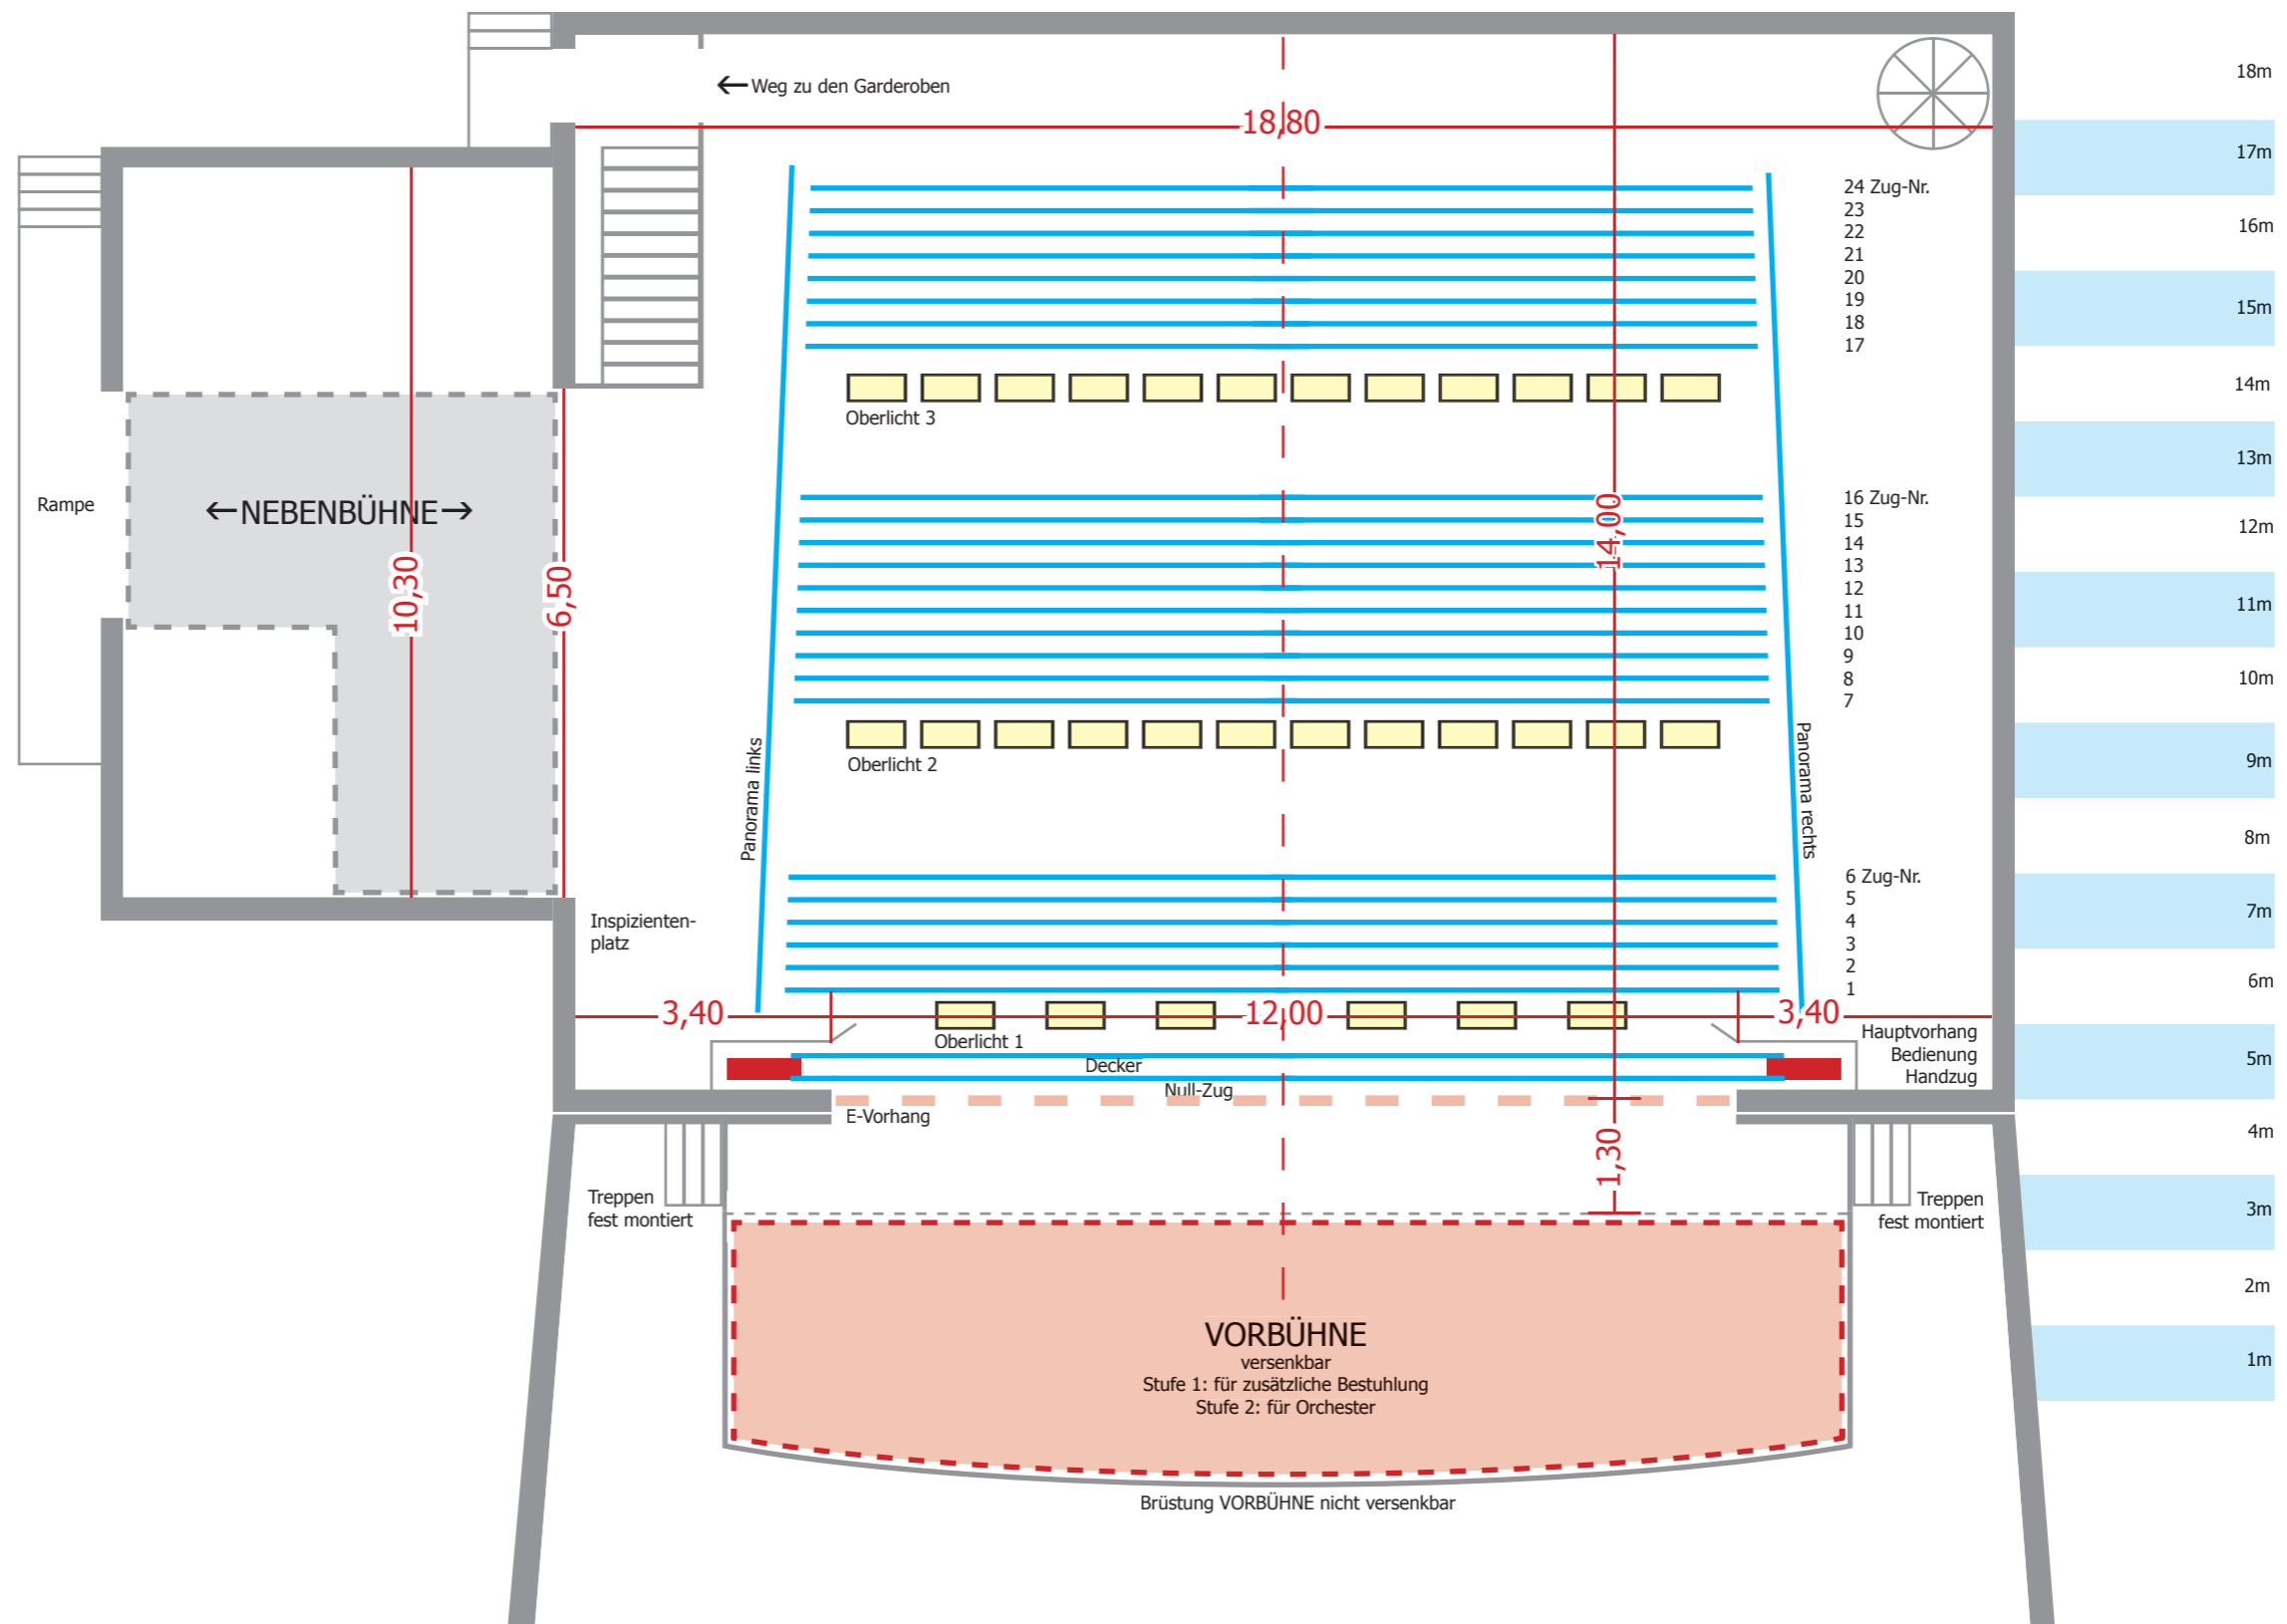 18m
← Weg zu den Garderoben
18,80
17m
24 Zug-Nr.
23
22
21
20
19
18
17
16m
15m
14m
Oberlicht 3
13m
Rampe
←NEBENBÜHNE→
10,30
6,50
14,00
16 Zug-Nr.
15
14
13
12
11
10
9
8
7
12m
11m
10m
Oberlicht 2
Panorama links
Panorama rechts
9m
8m
6 Zug-Nr.
5
4
3
2
1
7m
6m
Inspizienten-
platz
3,40
12,00
3,40
Oberlicht 1
Decker
Null-Zug
E-Vorhang
Hauptvorhang
Bedienung
Handzug
5m
4m
1,30
Treppen
fest montiert
Treppen
fest montiert
3m
2m
VORBÜHNE
versenkbar
Stufe 1: für zusätzliche Bestuhlung
Stufe 2: für Orchester
1m
Brüstung VORBÜHNE nicht versenkbar